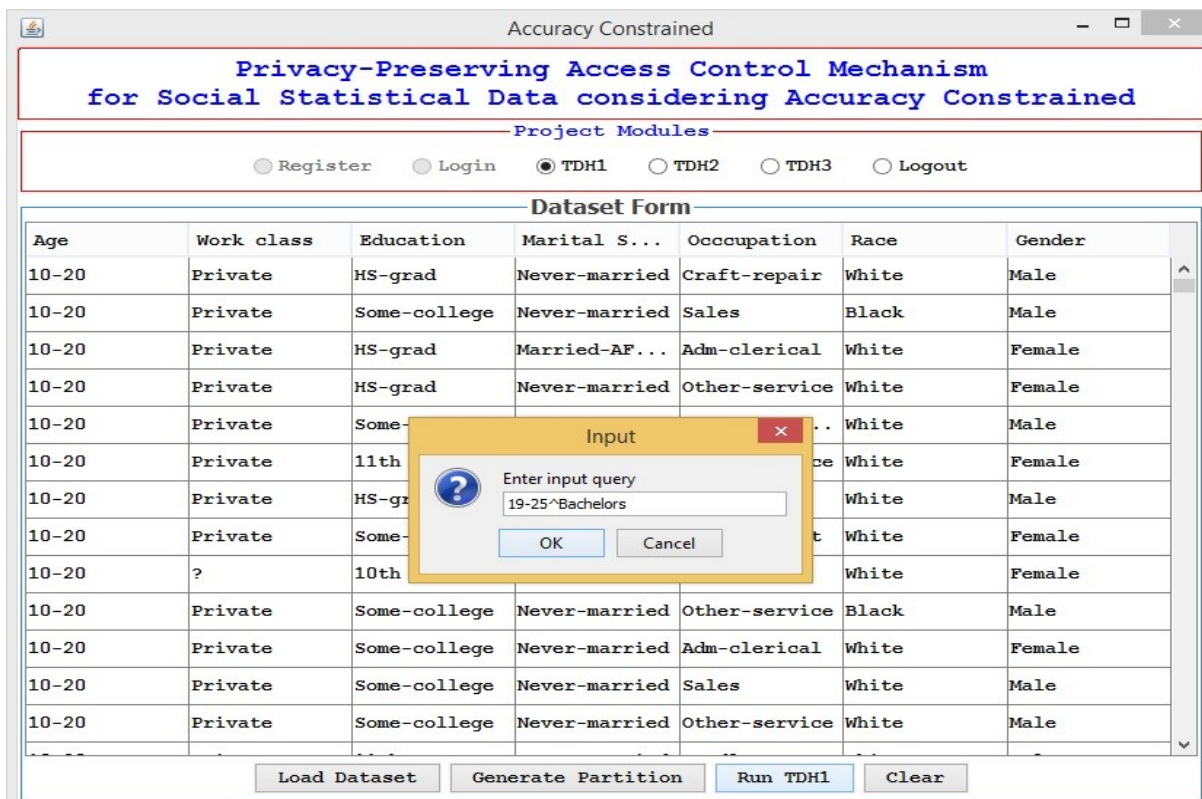 Accuracy Constrained
Privacy-Preserving Access Control Mechanism
for Social Statistical Data considering Accuracy Constrained
Project Modules
Register Login TDH1 TDH2 TDH3 Logout
Dataset Form
Age Work class Education Marital S... Occcupation Race Gender
10-20 Private HS-grad Never-married Craft-repair White Male
10-20 Private Some-college Never-married Sales Black Male
10-20 Private HS-grad Married-AF... Adm-clerical White Female
10-20 Private HS-grad Never-married Other-service White Female
10-20 Private Some- .. White Male
10-20 Private 11th ce White Female
10-20 Private HS-gr White Male
10-20 Private Some- t White Female
10-20 ? 10th White Female
Input
Enter input query
19-25^Bachelors
OK Cancel
10-20 Private Some-college Never-married Other-service Black Male
10-20 Private Some-college Never-married Adm-clerical White Female
10-20 Private Some-college Never-married Sales White Male
10-20 Private Some-college Never-married Other-service White Male
Load Dataset Generate Partition Run TDH1 Clear